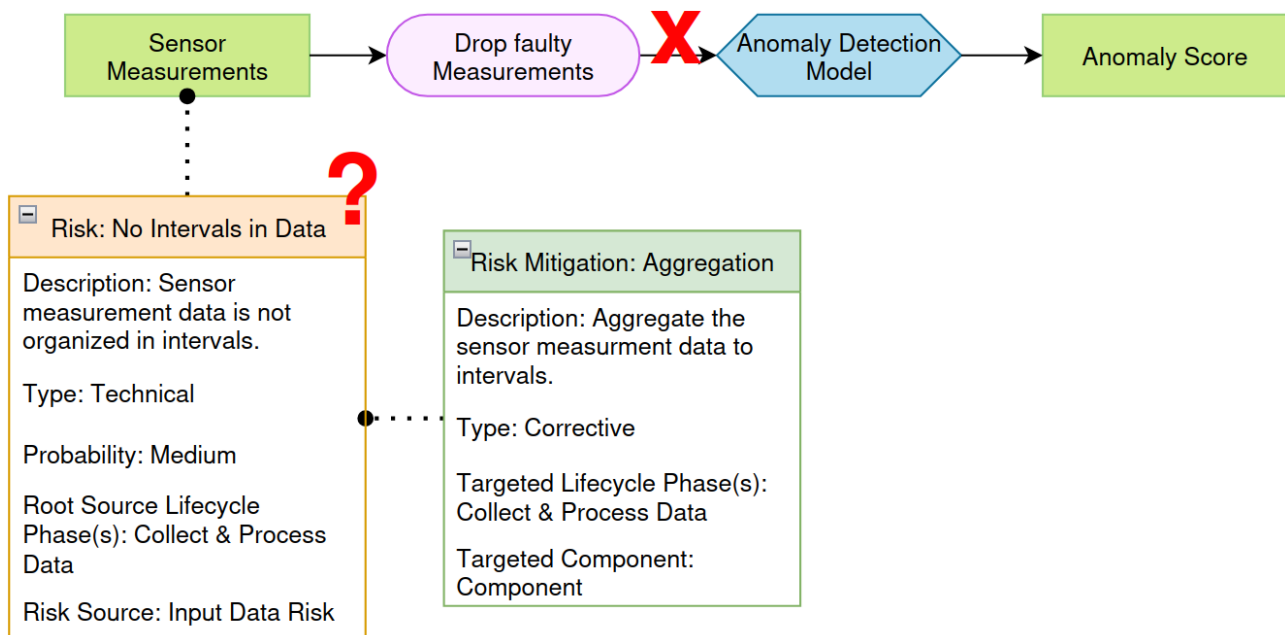 Sensor
Measurements
Drop faulty
Measurements
X
Anomaly Detection
Model
Anomaly Score
?
Risk: No Intervals in Data
Description: Sensor
measurement data is not
organized in intervals.
Type: Technical
Probability: Medium
Root Source Lifecycle
Phase(s): Collect & Process
Data
Risk Source: Input Data Risk
Risk Mitigation: Aggregation
Description: Aggregate the
sensor measurment data to
intervals.
Type: Corrective
Targeted Lifecycle Phase(s):
Collect & Process Data
Targeted Component:
Component